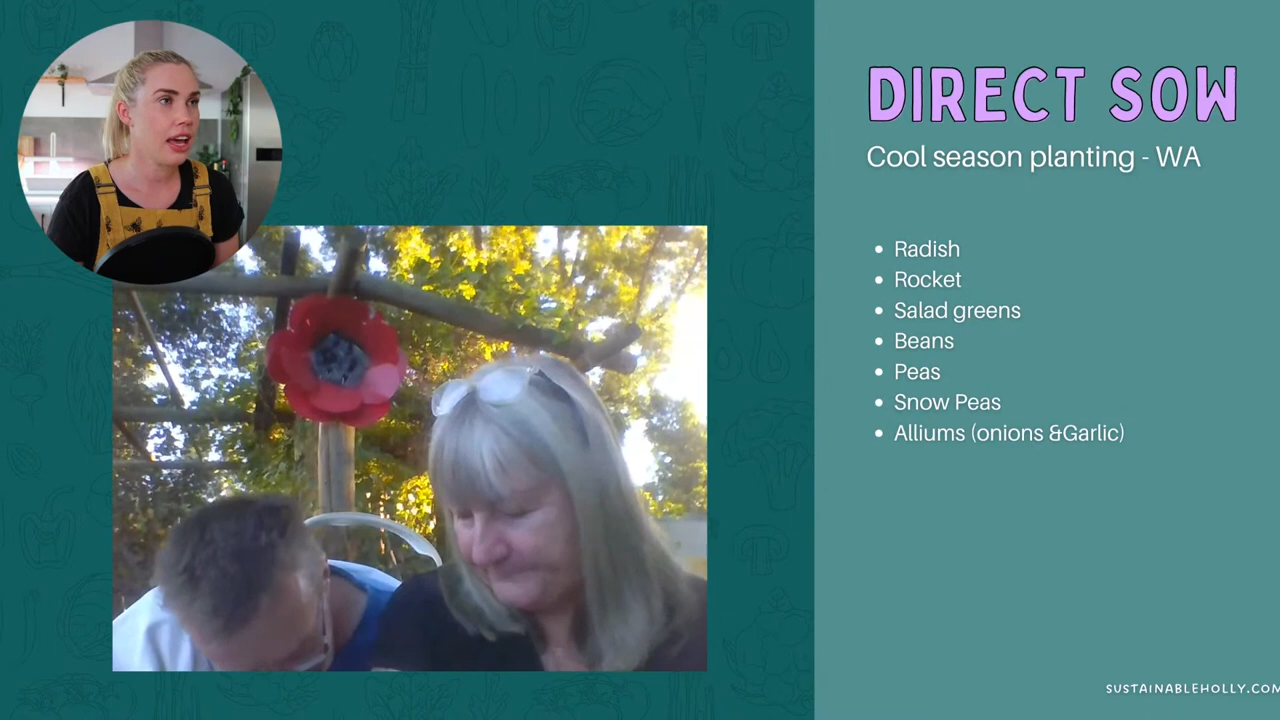 DIRECT SOW
Cool season planting - WA
• Radish
• Rocket
• Salad greens
• Beans
• Peas
• Snow Peas
• Alliums (onions &Garlic)
SUSTAINABLEHOLLY.COM